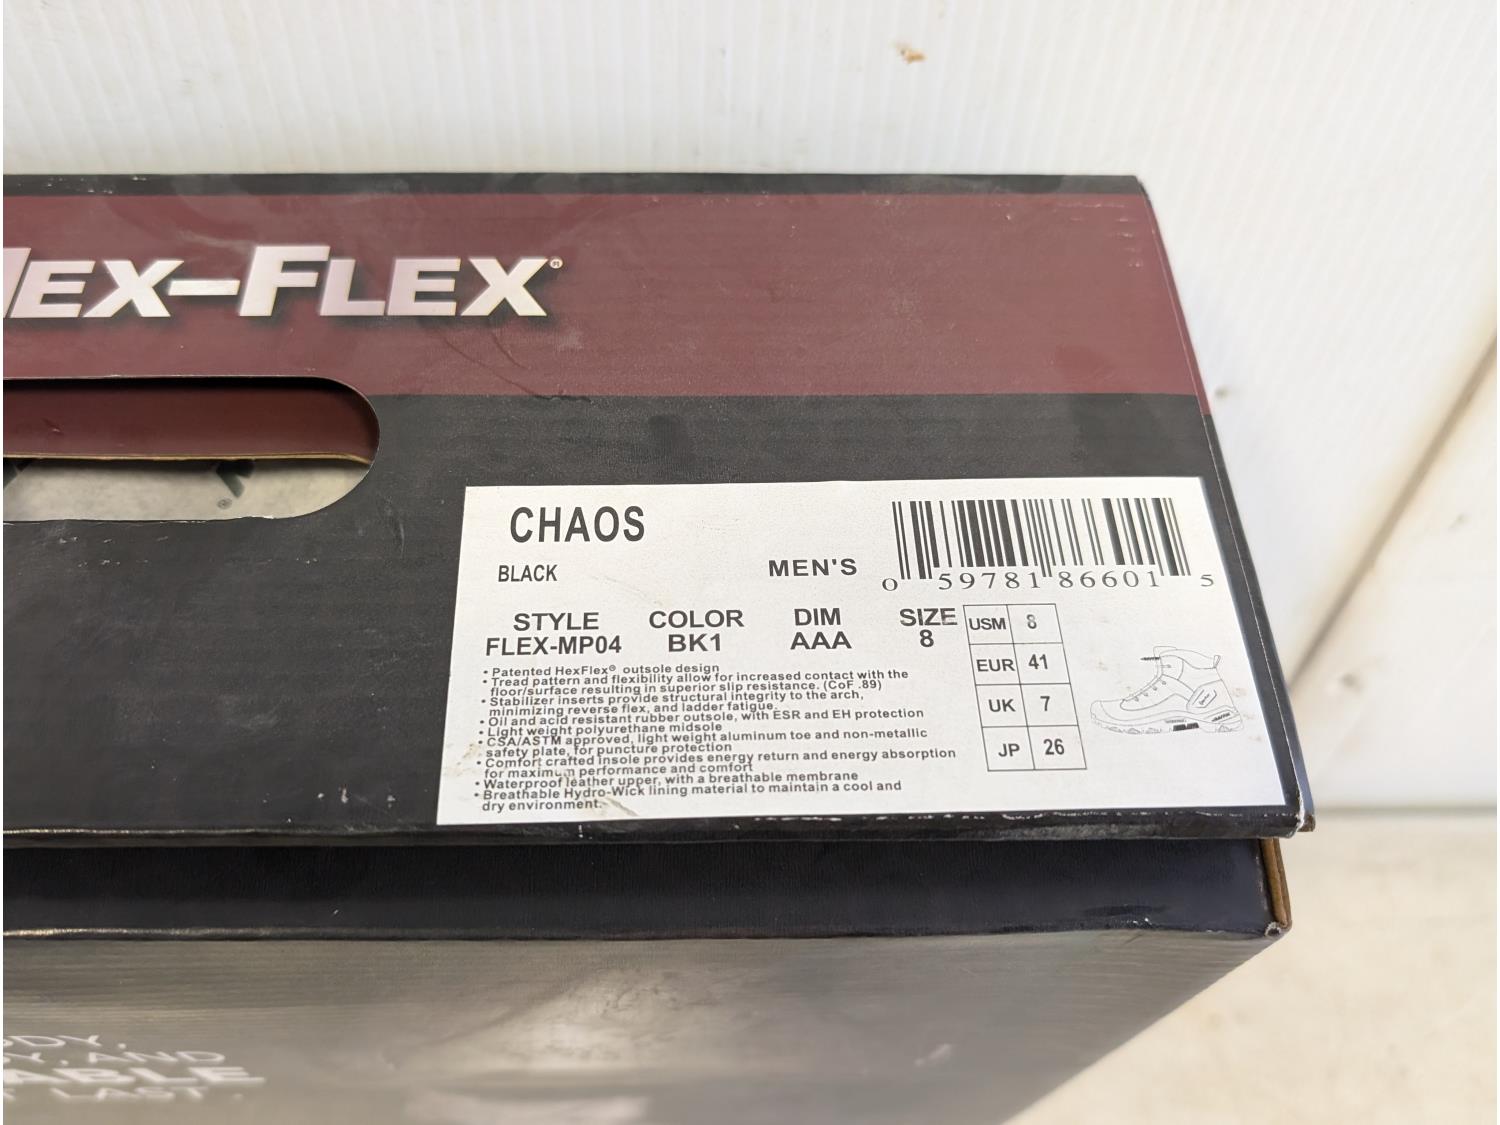 HEX-FLEX®
CHAOS
BLACK
MEN'S
0 59781 86601 5
STYLE COLOR DIM SIZE
FLEX-MP04 BK1 AAA 8
USM 8
EUR 41
UK 7
JP 26
• Patented HexFlex® outsole design
• Tread pattern and flexibility allow for increased contact with the
floor/surface resulting in superior slip resistance. (CoF .89)
• Stabilizer inserts provide structural integrity to the arch,
minimizing reverse flex, and ladder fatigue.
• Oil and acid resistant rubber outsole, with ESR and EH protection
• Light weight polyurethane midsole
• CSA/ASTM approved, light weight aluminum toe and non-metallic
safety plate, for puncture protection
• Comfort crafted insole provides energy return and energy absorption
for maximum performance and comfort
• Waterproof leather upper, with a breathable membrane
• Breathable Hydro-Wick lining material to maintain a cool and
dry environment.
AND
LAST.